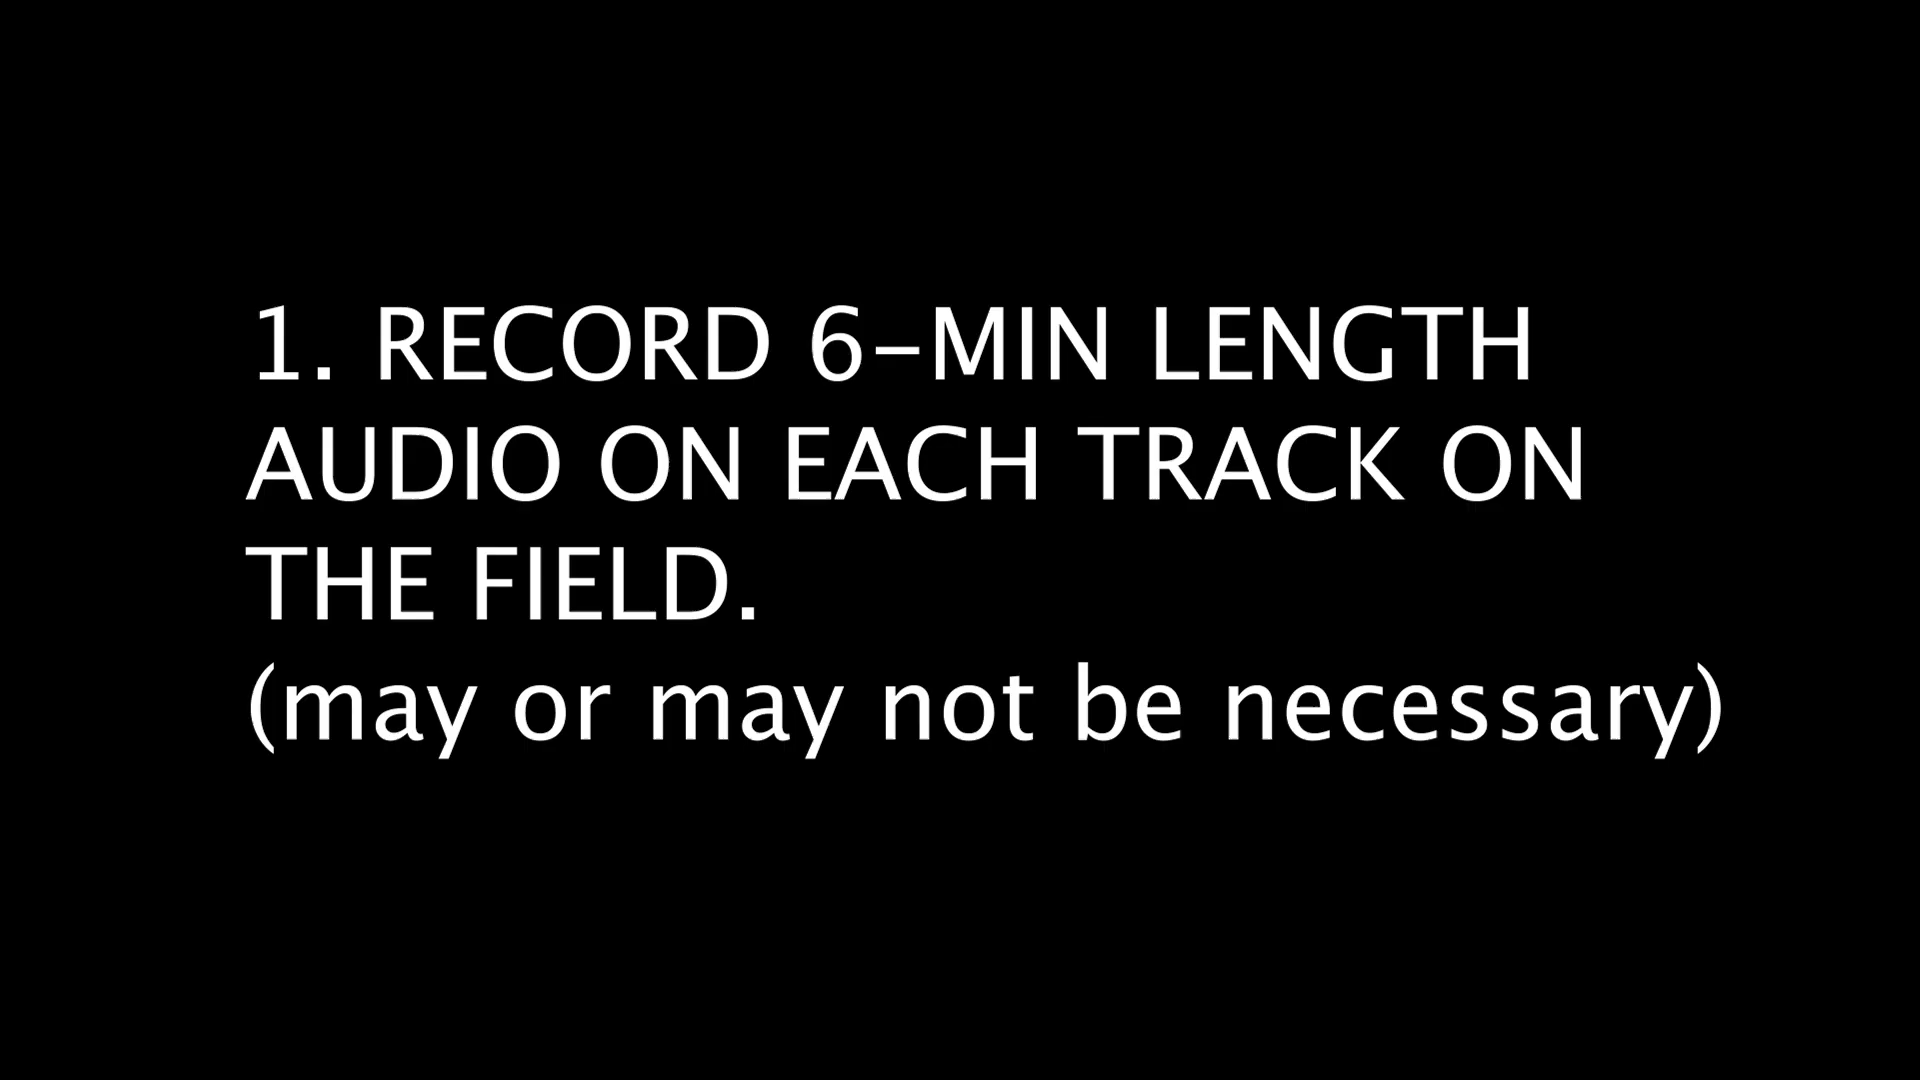 1. RECORD 6-MIN LENGTH
AUDIO ON EACH TRACK ON
THE FIELD.
(may or may not be necessary)